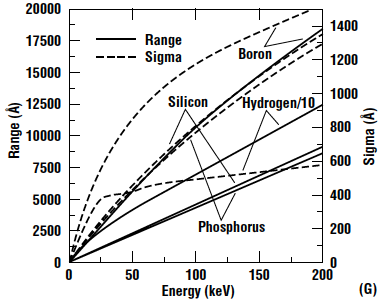 20000
17500
15000
12500
10000
7500
5000
2500
0
Range (Å)
Range
Sigma
Boron
Silicon
Hydrogen/10
Phosphorus
1400
1200
1000
800
600
400
200
0
Sigma (Å)
0 50 100 150 200
Energy (keV)
(G)